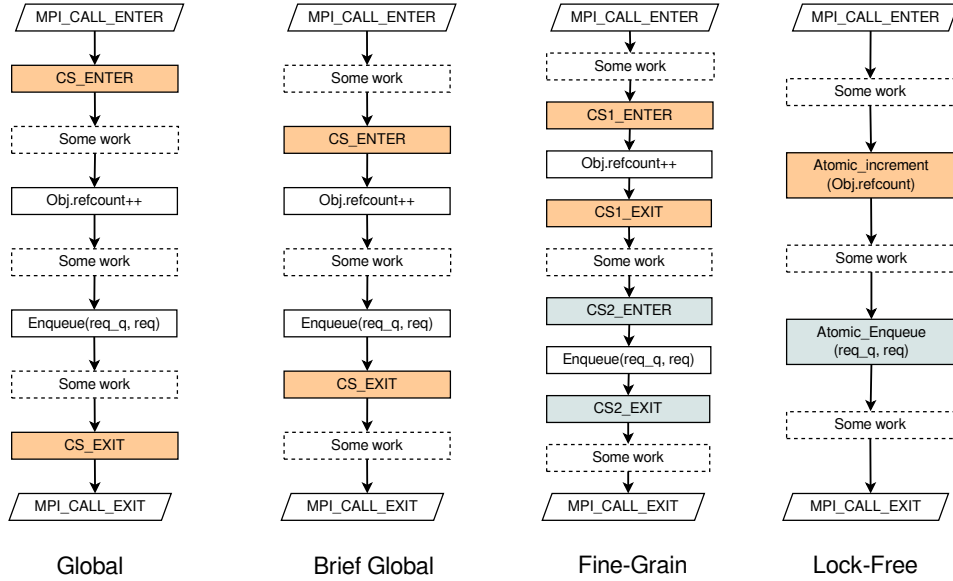 MPI_CALL_ENTER
CS_ENTER
Some work
Obj.refcount++
Some work
Enqueue(req_q, req)
Some work
CS_EXIT
MPI_CALL_EXIT
Global
MPI_CALL_ENTER
Some work
CS_ENTER
Obj.refcount++
Some work
Enqueue(req_q, req)
CS_EXIT
Some work
MPI_CALL_EXIT
Brief Global
MPI_CALL_ENTER
Some work
CS1_ENTER
Obj.refcount++
CS1_EXIT
Some work
CS2_ENTER
Enqueue(req_q, req)
CS2_EXIT
Some work
MPI_CALL_EXIT
Fine-Grain
MPI_CALL_ENTER
Some work
Atomic_increment
(Obj.refcount)
Some work
Atomic_Enqueue
(req_q, req)
Some work
MPI_CALL_EXIT
Lock-Free